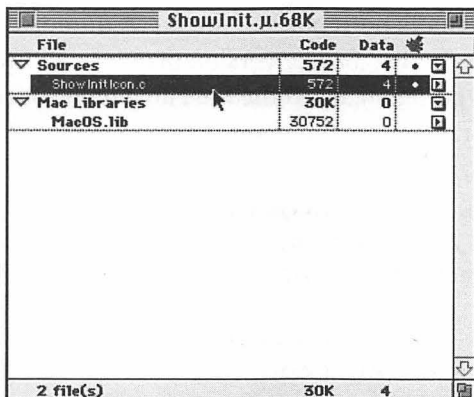 ShowInit.µ.68K
File Code Data
Sources 572 4
ShowInitIcon.c 572 4
Mac Libraries 30K 0
MacOS.lib 30752 0
2 file(s) 30K 4